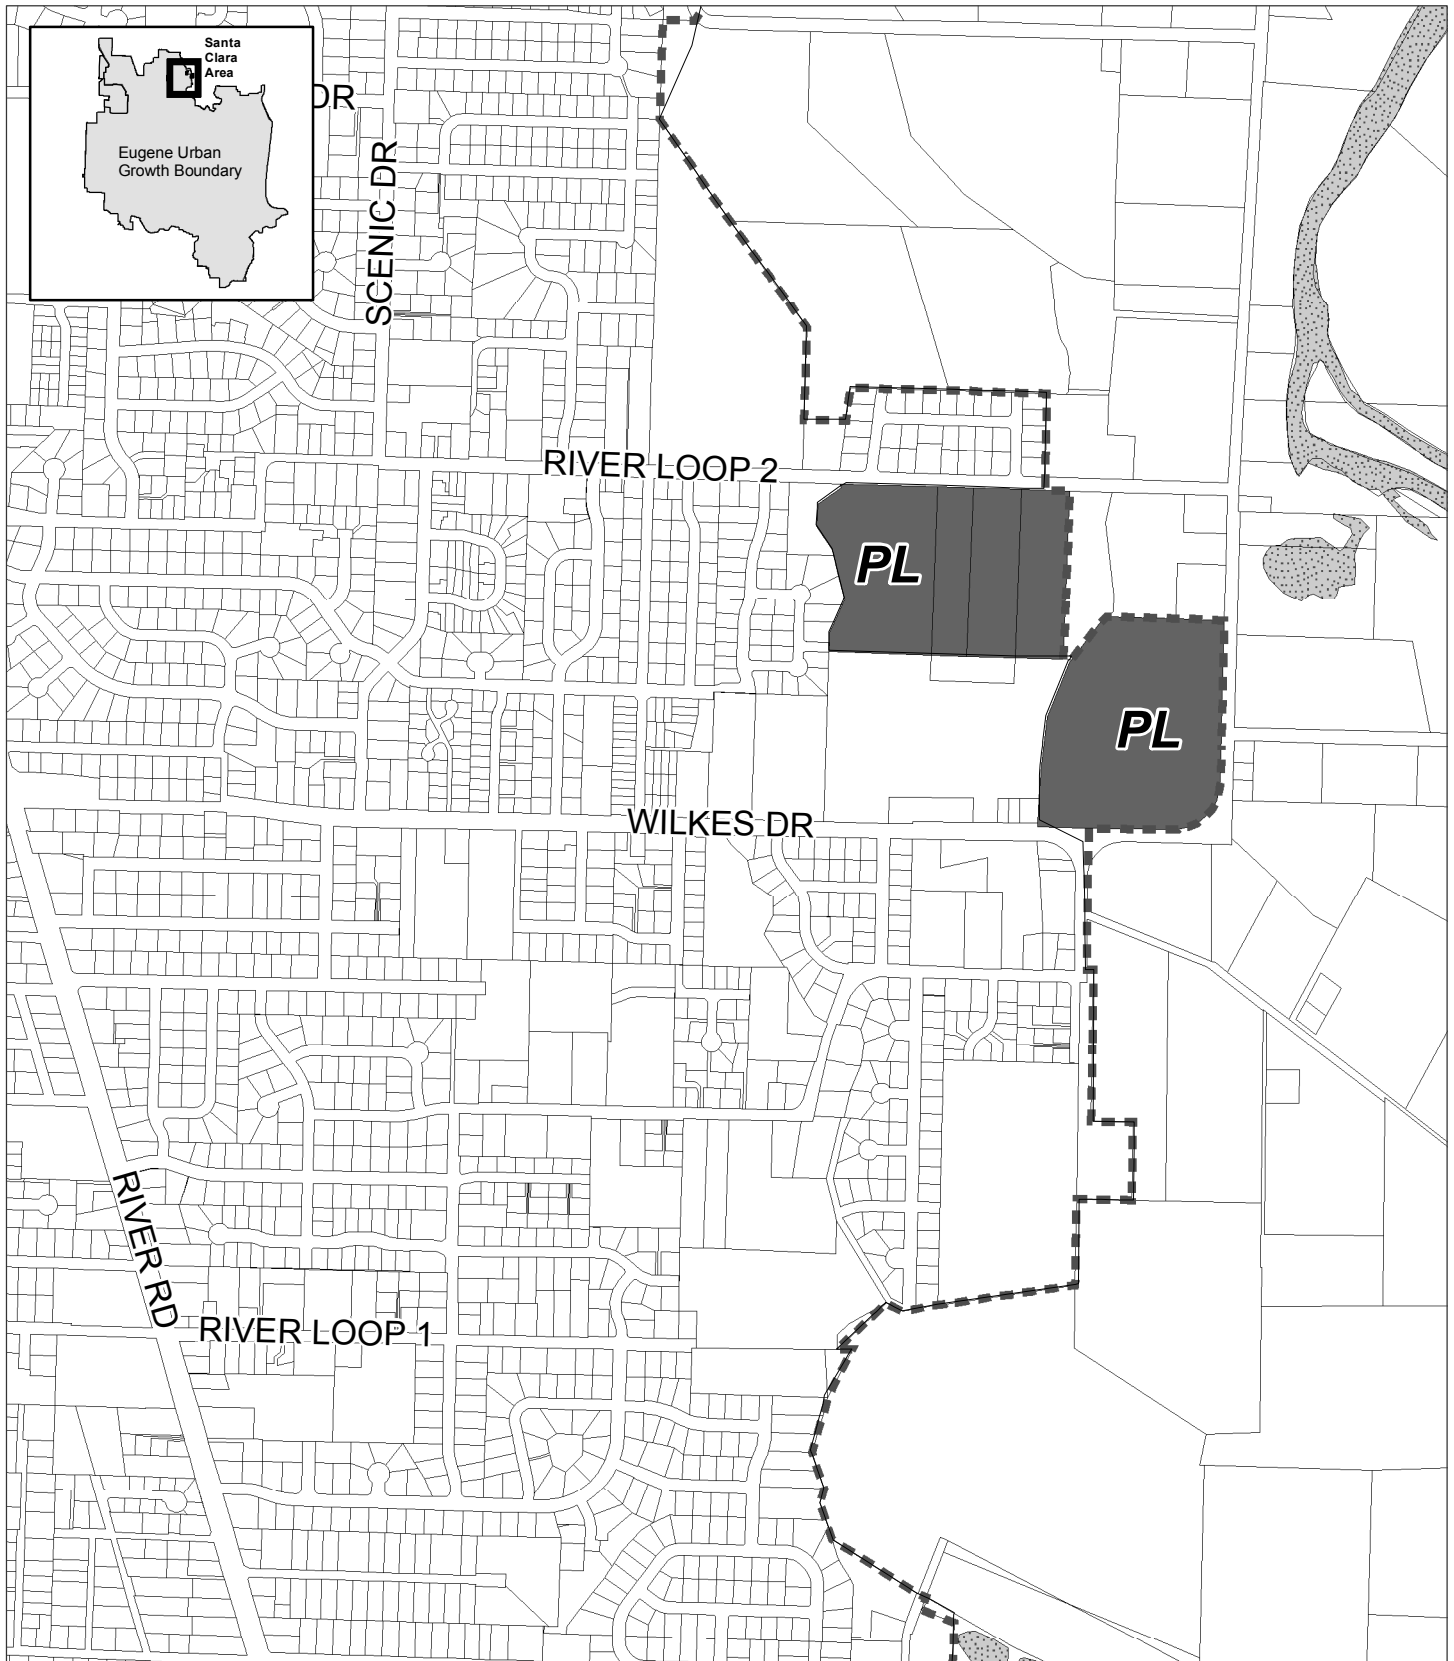 Santa
Clara
Area
Eugene Urban
Growth Boundary
DR
SCENIC DR
RIVER LOOP 2
PL
PL
WILKES DR
RIVER RD
RIVER LOOP 1